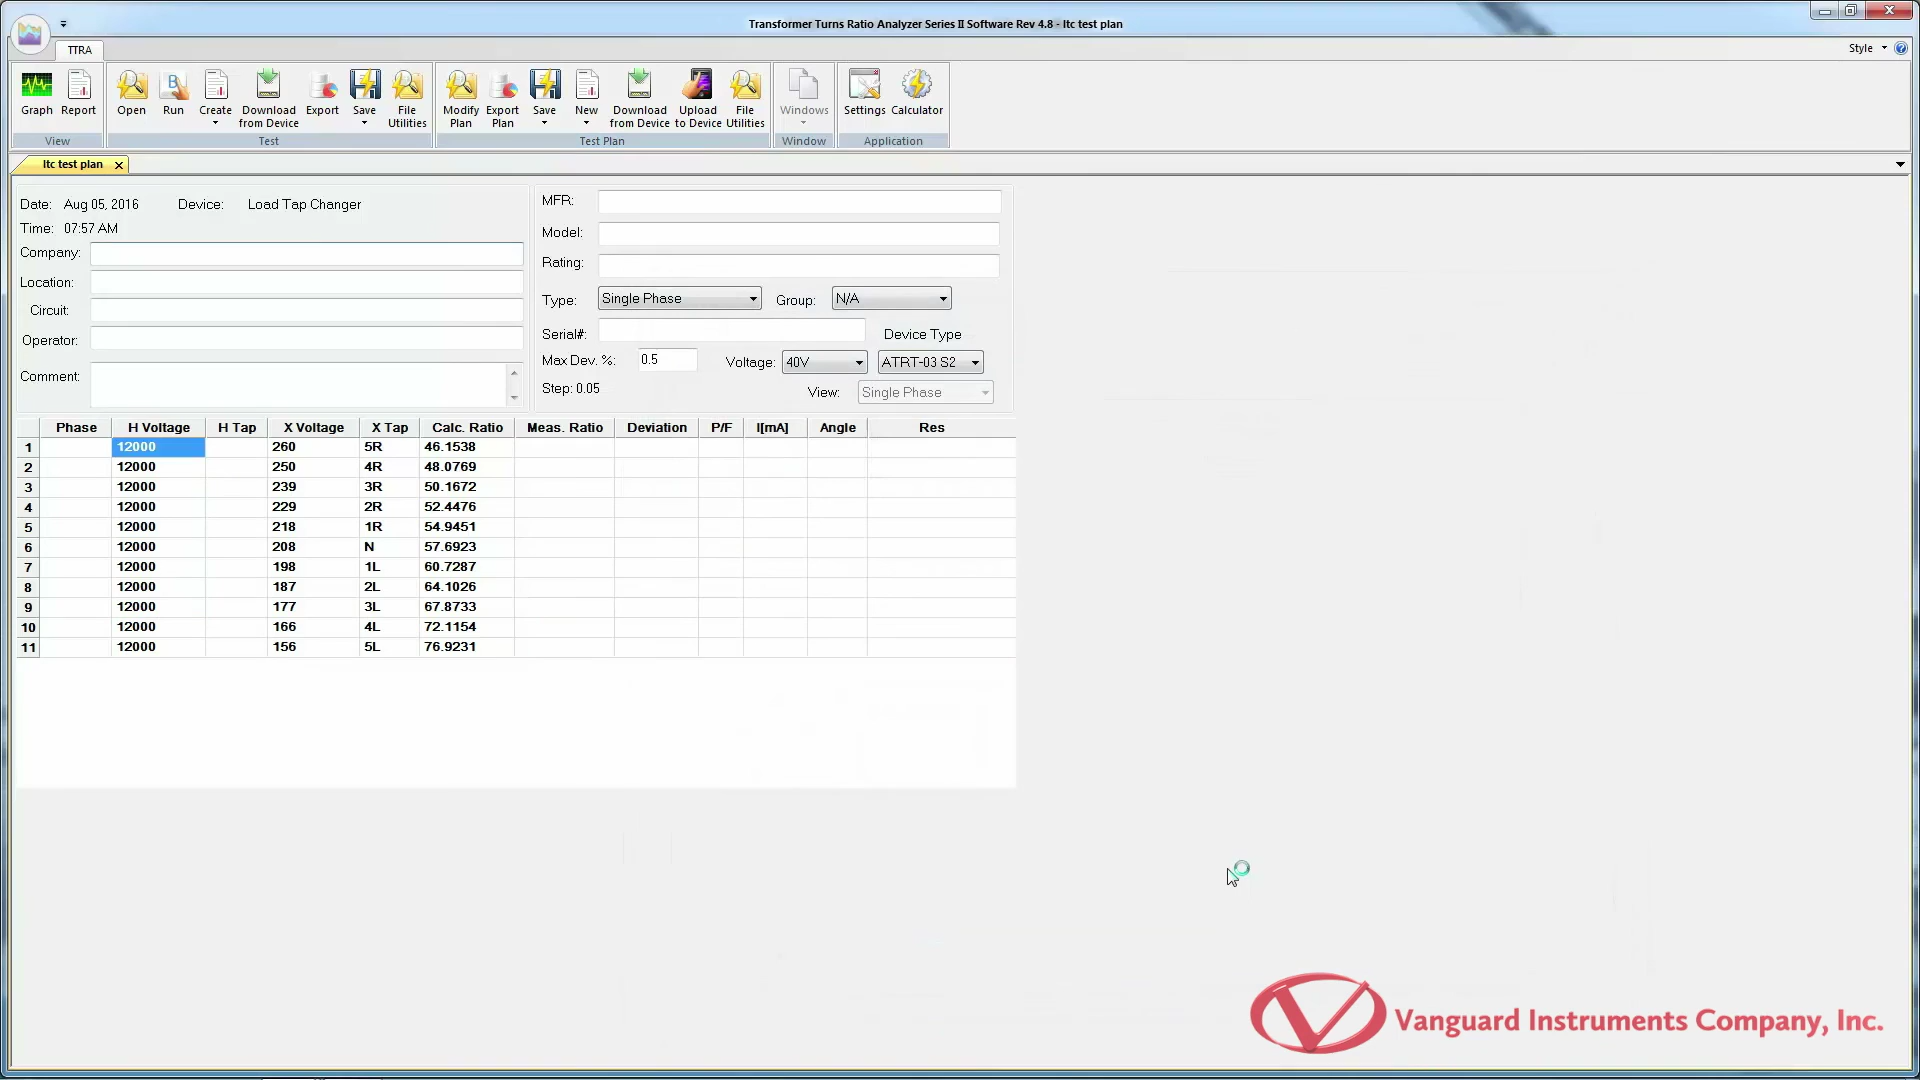 Transformer Turns Ratio Analyzer Series II Software Rev 4.8 - ltc test plan
TTRA
Style
Graph Report Open Run Create Download from Device Export Save File Utilities Modify Plan Export Plan Save New Download from Device Upload to Device File Utilities Windows Settings Calculator
View Test Test Plan Window Application
ltc test plan
Date: Aug 05, 2016 Device: Load Tap Changer
Time: 07:57 AM
Company:
Location:
Circuit:
Operator:
Comment:
MFR:
Model:
Rating:
Type: Single Phase Group: N/A
Serial#: Device Type
Max Dev. %: 0.5 Voltage: 40V ATRT-03 S2
Step: 0.05 View: Single Phase
Phase H Voltage H Tap X Voltage X Tap Calc. Ratio Meas. Ratio Deviation P/F I[mA] Angle Res
1 12000 260 5R 46.1538
2 12000 250 4R 48.0769
3 12000 239 3R 50.1672
4 12000 229 2R 52.4476
5 12000 218 1R 54.9451
6 12000 208 N 57.6923
7 12000 198 1L 60.7287
8 12000 187 2L 64.1026
9 12000 177 3L 67.8733
10 12000 166 4L 72.1154
11 12000 156 5L 76.9231
Vanguard Instruments Company, Inc.